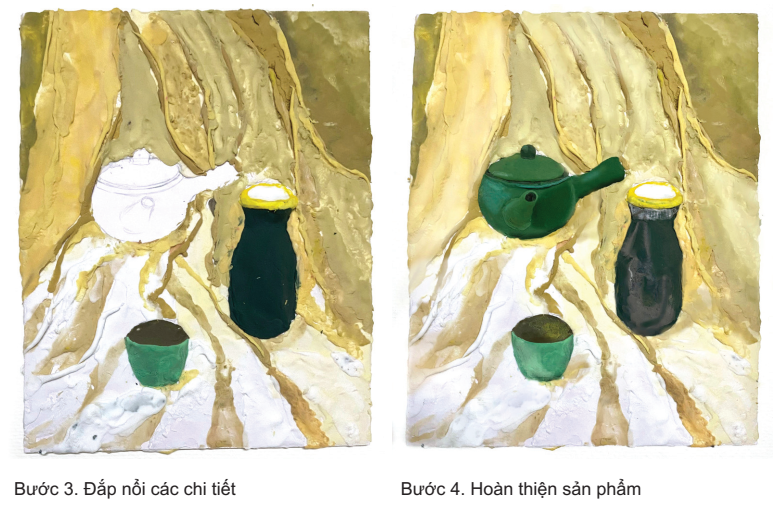 Bước 3. Đắp nổi các chi tiết
Bước 4. Hoàn thiện sản phẩm